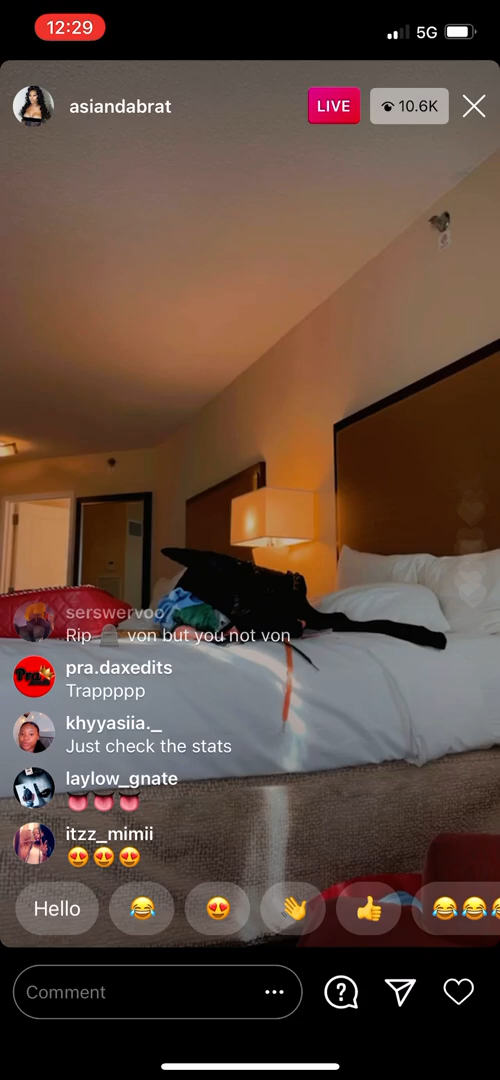 12:29
5G
asiandabrat
LIVE
10.6K
serswervoo
Rip 🪦 von but you not von
pra.daxedits
Trappppp
khyyasiia._
Just check the stats
laylow_gnate
👅👅👅
itzz_mimii
😍😍😍
Hello 😂 😍 👋 👍 😂😂😂
Comment